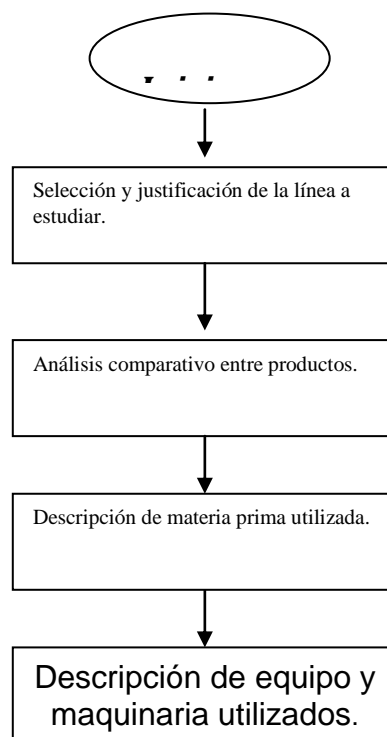 Selección y justificación de la línea a
estudiar.
Análisis comparativo entre productos.
Descripción de materia prima utilizada.
Descripción de equipo y
maquinaria utilizados.